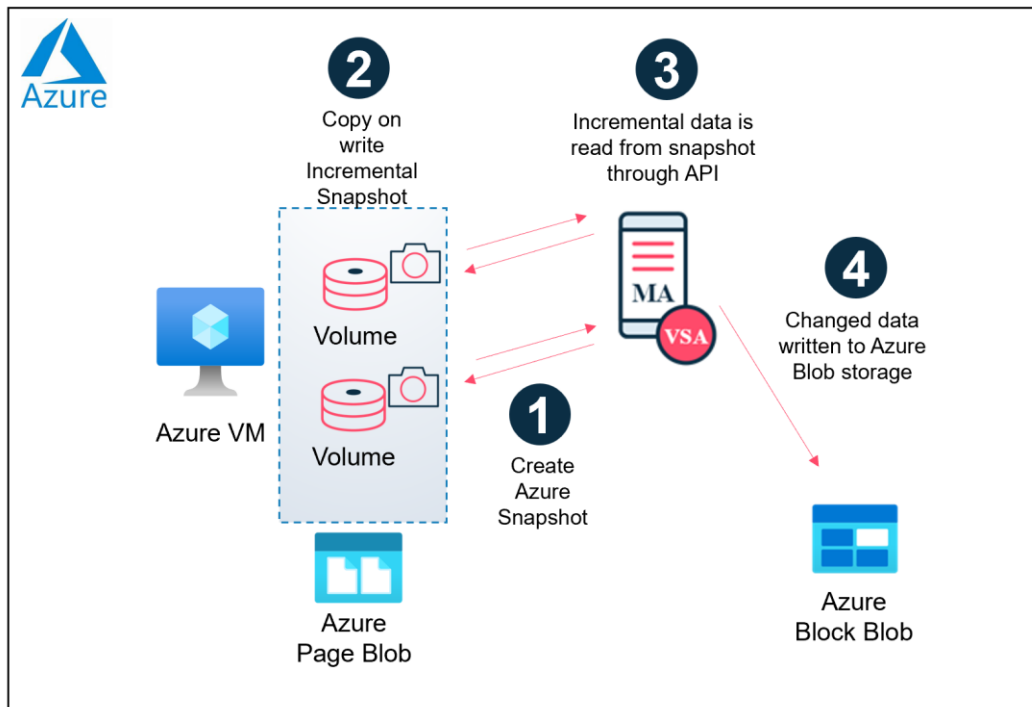 Azure
2
Copy on
write
Incremental
Snapshot
3
Incremental data is
read from snapshot
through API
MA
VSA
4
Changed data
written to Azure
Blob storage
Volume
Volume
Azure VM
1
Create
Azure
Snapshot
Azure
Page Blob
Azure
Block Blob